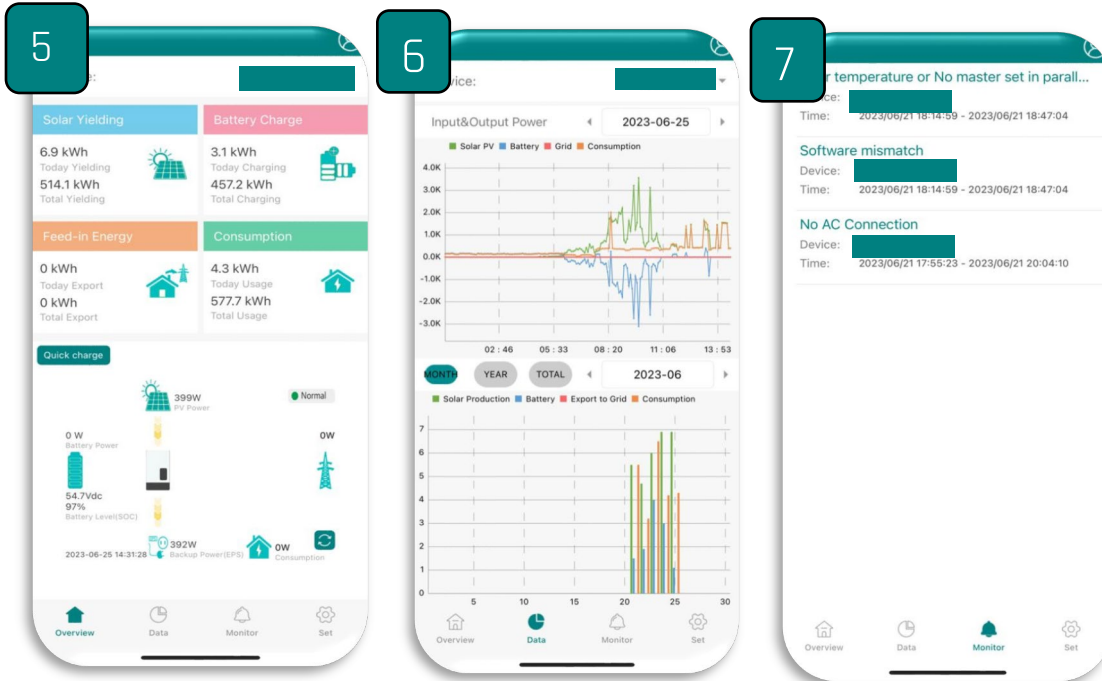 5
Solar Yielding
Battery Charge
6.9 kWh
Today Yielding
514.1 kWh
Total Yielding
3.1 kWh
Today Charging
457.2 kWh
Total Charging
Feed-in Energy
Consumption
0 kWh
Today Export
0 kWh
Total Export
4.3 kWh
Today Usage
577.7 kWh
Total Usage
Quick charge
399W
PV Power
Normal
0 W
Battery Power
0W
54.7Vdc
97%
Battery Level(SOC)
392W
Backup Power(EPS)
0W
Consumption
2023-06-25 14:31:28
Overview Data Monitor Set
6
vice:
Input&Output Power 2023-06-25
Solar PV Battery Grid Consumption
4.0K
3.0K
2.0K
1.0K
0.0K
-1.0K
-2.0K
-3.0K
02 : 46 05 : 33 08 : 20 11 : 06 13 : 53
MONTH YEAR TOTAL 2023-06
Solar Production Battery Export to Grid Consumption
7
6
5
4
3
2
1
0
5 10 15 20 25 30
Overview Data Monitor Set
7
r temperature or No master set in parall...
ce:
Time: 2023/06/21 18:14:59 - 2023/06/21 18:47:04
Software mismatch
Device:
Time: 2023/06/21 18:14:59 - 2023/06/21 18:47:04
No AC Connection
Device:
Time: 2023/06/21 17:55:23 - 2023/06/21 20:04:10
Overview Data Monitor Set